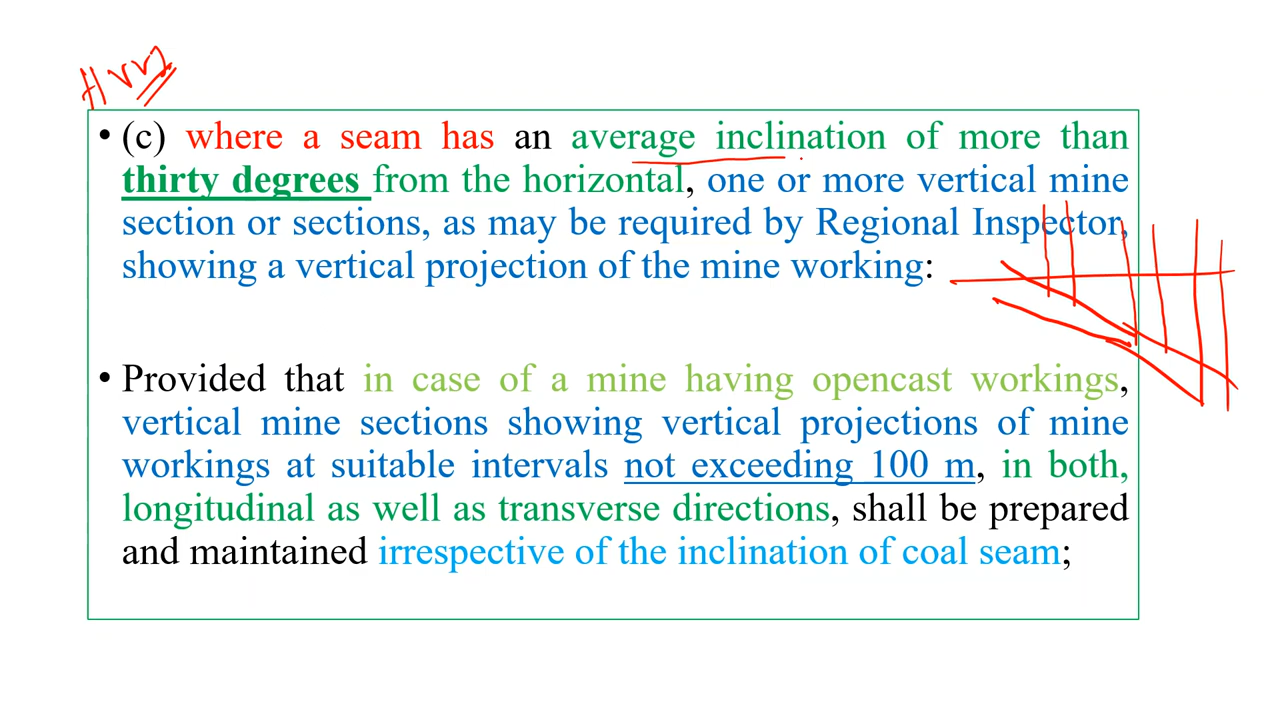 • (c) where a seam has an average inclination of more than
thirty degrees from the horizontal, one or more vertical mine
section or sections, as may be required by Regional Inspector,
showing a vertical projection of the mine working:
• Provided that in case of a mine having opencast workings,
vertical mine sections showing vertical projections of mine
workings at suitable intervals not exceeding 100 m, in both,
longitudinal as well as transverse directions, shall be prepared
and maintained irrespective of the inclination of coal seam;